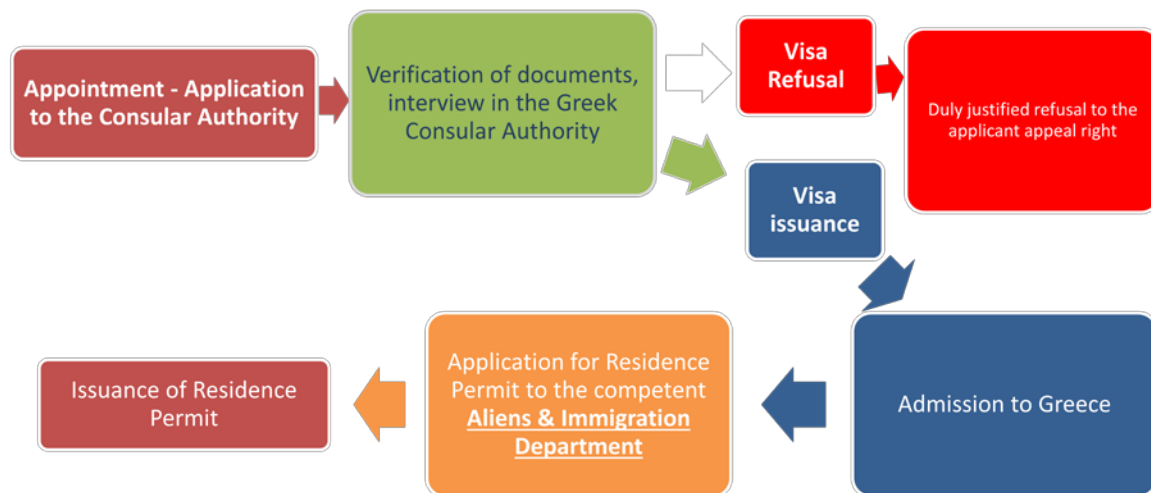 Appointment - Application
to the Consular Authority
Verification of documents,
interview in the Greek
Consular Authority
Visa
Refusal
Duly justified refusal to the
applicant appeal right
Visa
issuance
Admission to Greece
Application for Residence
Permit to the competent
Aliens & Immigration
Department
Issuance of Residence
Permit